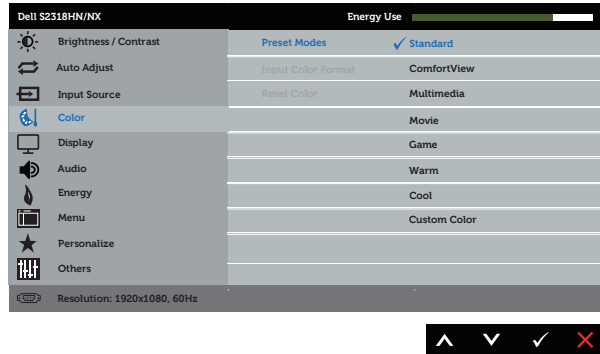 Dell S2318HN/NX Energy Use
Brightness / Contrast Preset Modes Standard
Auto Adjust Input Color Format ComfortView
Input Source Reset Color Multimedia
Color Movie
Display Game
Audio Warm
Energy Cool
Menu Custom Color
Personalize
Others
Resolution: 1920x1080, 60Hz